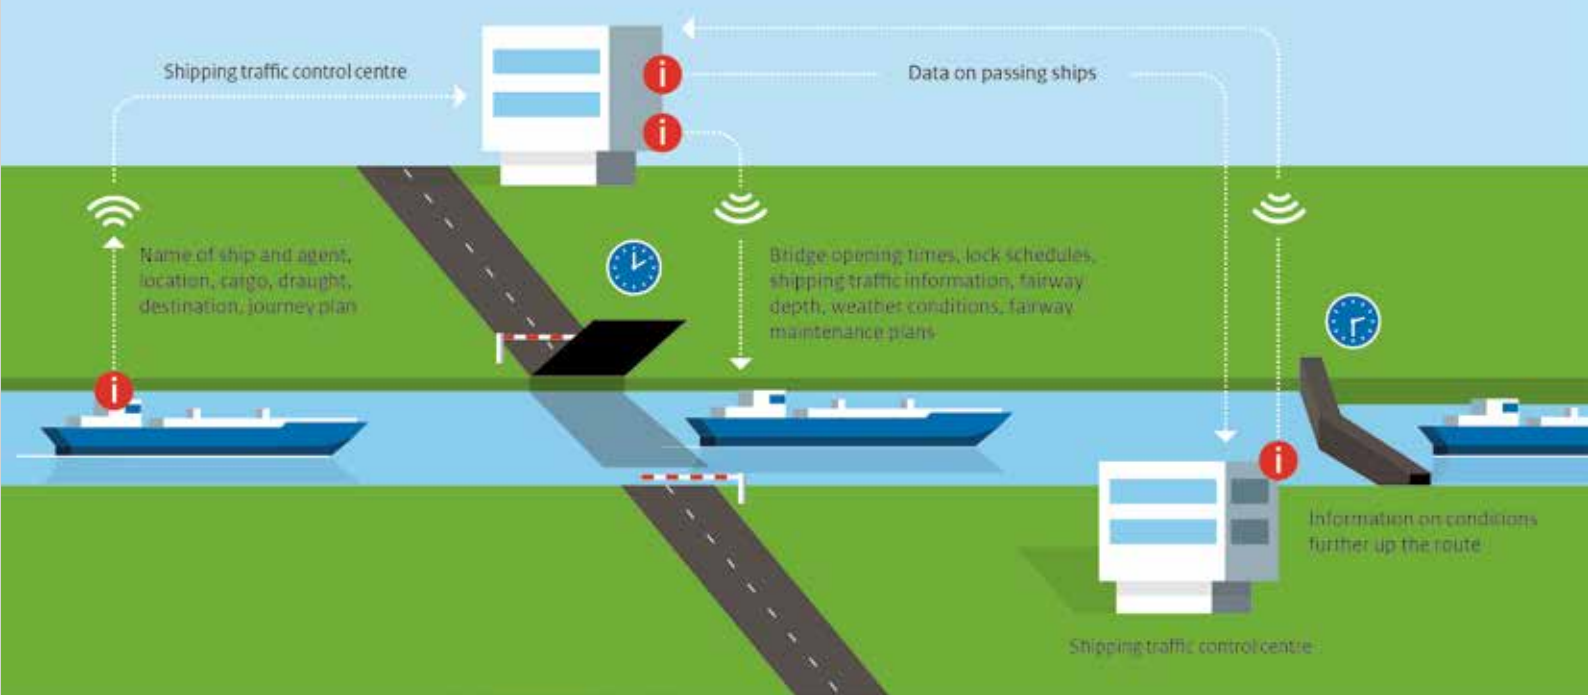 Shipping traffic control centre
Data on passing ships
Name of ship and agent,
location, cargo, draught,
destination, journey plan
Bridge opening times, lock schedules,
shipping traffic information, fairway
depth, weather conditions, fairway
maintenance plans
Information on conditions
further up the route
Shipping traffic control centre
i
i
i
i